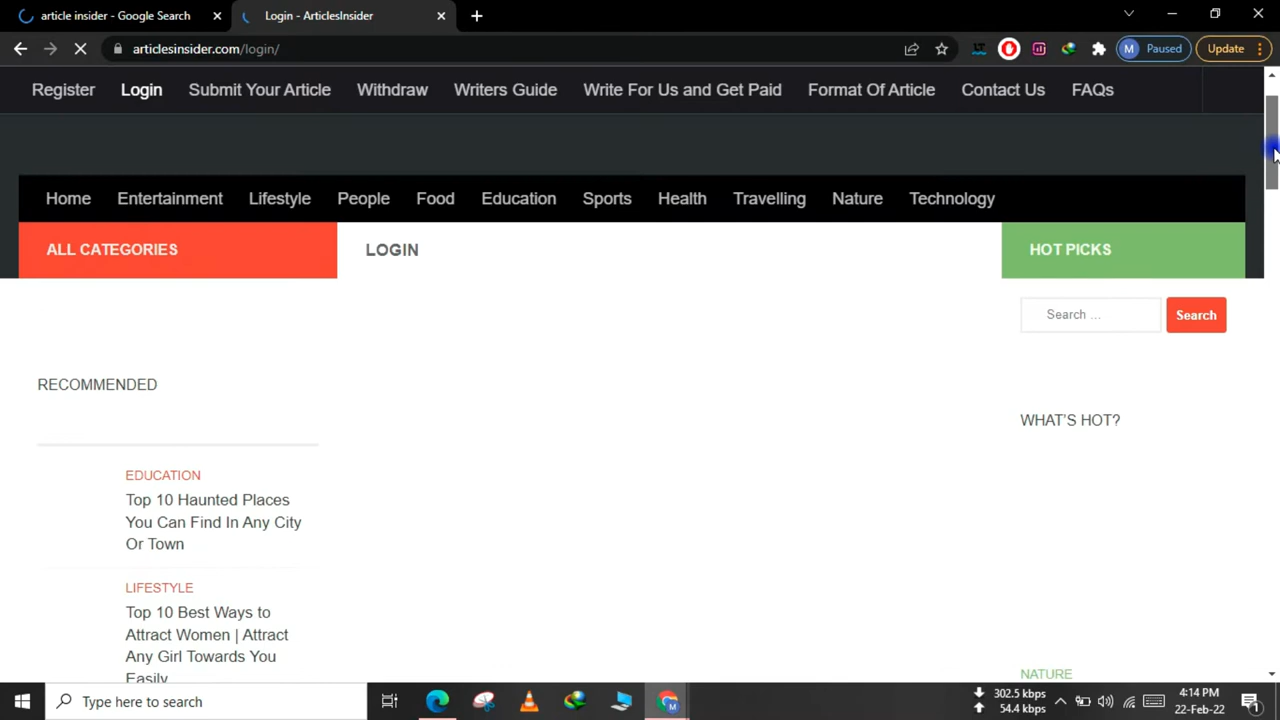 article insider - Google Search
Login - ArticlesInsider
articlesinsider.com/login/
M Paused
Update
Register Login Submit Your Article Withdraw Writers Guide Write For Us and Get Paid Format Of Article Contact Us FAQs
Home Entertainment Lifestyle People Food Education Sports Health Travelling Nature Technology
ALL CATEGORIES
LOGIN
HOT PICKS
Search ...
Search
RECOMMENDED
WHAT'S HOT?
EDUCATION
Top 10 Haunted Places
You Can Find In Any City
Or Town
LIFESTYLE
Top 10 Best Ways to
Attract Women | Attract
Any Girl Towards You
Easily
NATURE
Type here to search
302.5 kbps
54.4 kbps
4:14 PM
22-Feb-22
1